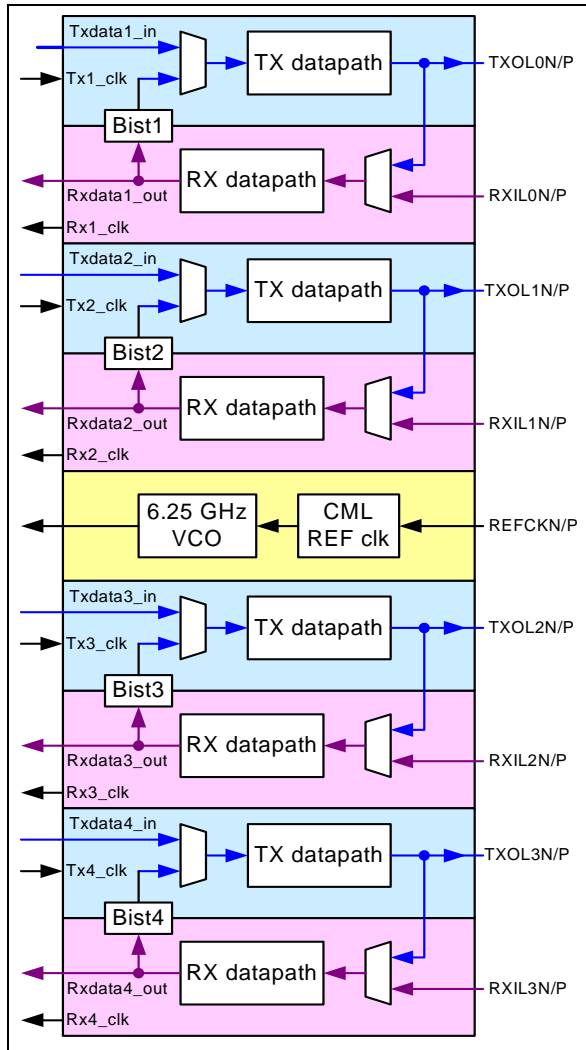 Txdata1_in
TX datapath
TXOL0N/P
Tx1_clk
Bist1
RX datapath
Rxdata1_out
RXIL0N/P
Rx1_clk
Txdata2_in
TX datapath
TXOL1N/P
Tx2_clk
Bist2
RX datapath
Rxdata2_out
RXIL1N/P
Rx2_clk
6.25 GHz
VCO
CML
REF clk
REFCKN/P
Txdata3_in
TX datapath
TXOL2N/P
Tx3_clk
Bist3
RX datapath
Rxdata3_out
RXIL2N/P
Rx3_clk
Txdata4_in
TX datapath
TXOL3N/P
Tx4_clk
Bist4
RX datapath
Rxdata4_out
RXIL3N/P
Rx4_clk